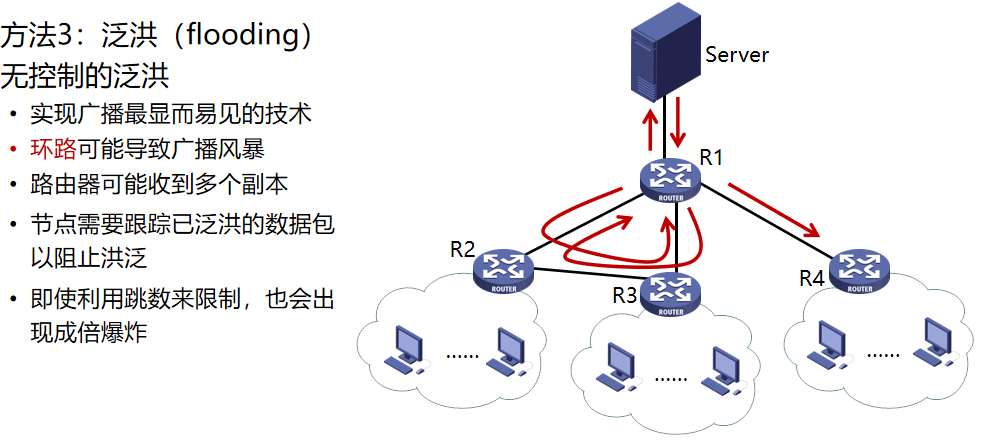 方法3：泛洪（flooding）
无控制的泛洪
• 实现广播最显而易见的技术
• 环路可能导致广播风暴
• 路由器可能收到多个副本
• 节点需要跟踪已泛洪的数据包
以阻止洪泛
• 即使利用跳数来限制，也会出
现成倍爆炸
Server
R1
ROUTER
R2
ROUTER
R3
ROUTER
R4
ROUTER
......
......
......